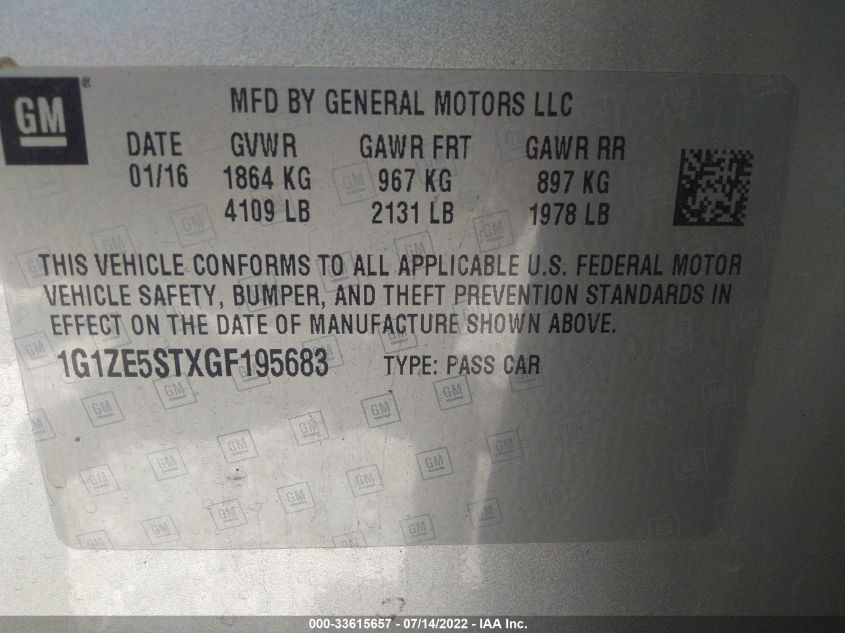 GM ®
MFD BY GENERAL MOTORS LLC
DATE GVWR GAWR FRT GAWR RR
01/16 1864 KG 967 KG 897 KG
4109 LB 2131 LB 1978 LB
THIS VEHICLE CONFORMS TO ALL APPLICABLE U.S. FEDERAL MOTOR
VEHICLE SAFETY, BUMPER, AND THEFT PREVENTION STANDARDS IN
EFFECT ON THE DATE OF MANUFACTURE SHOWN ABOVE.
1G1ZE5STXGF195683 TYPE: PASS CAR
000-33615657 - 07/14/2022 - IAA Inc.